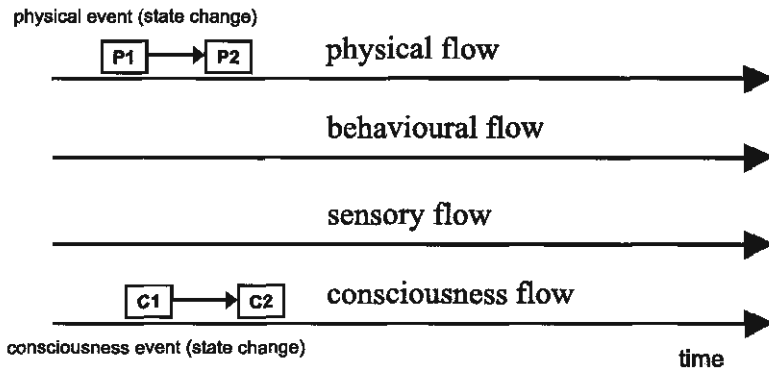 physical event (state change)
P1 P2 physical flow
behavioural flow
sensory flow
C1 C2 consciousness flow
consciousness event (state change)
time